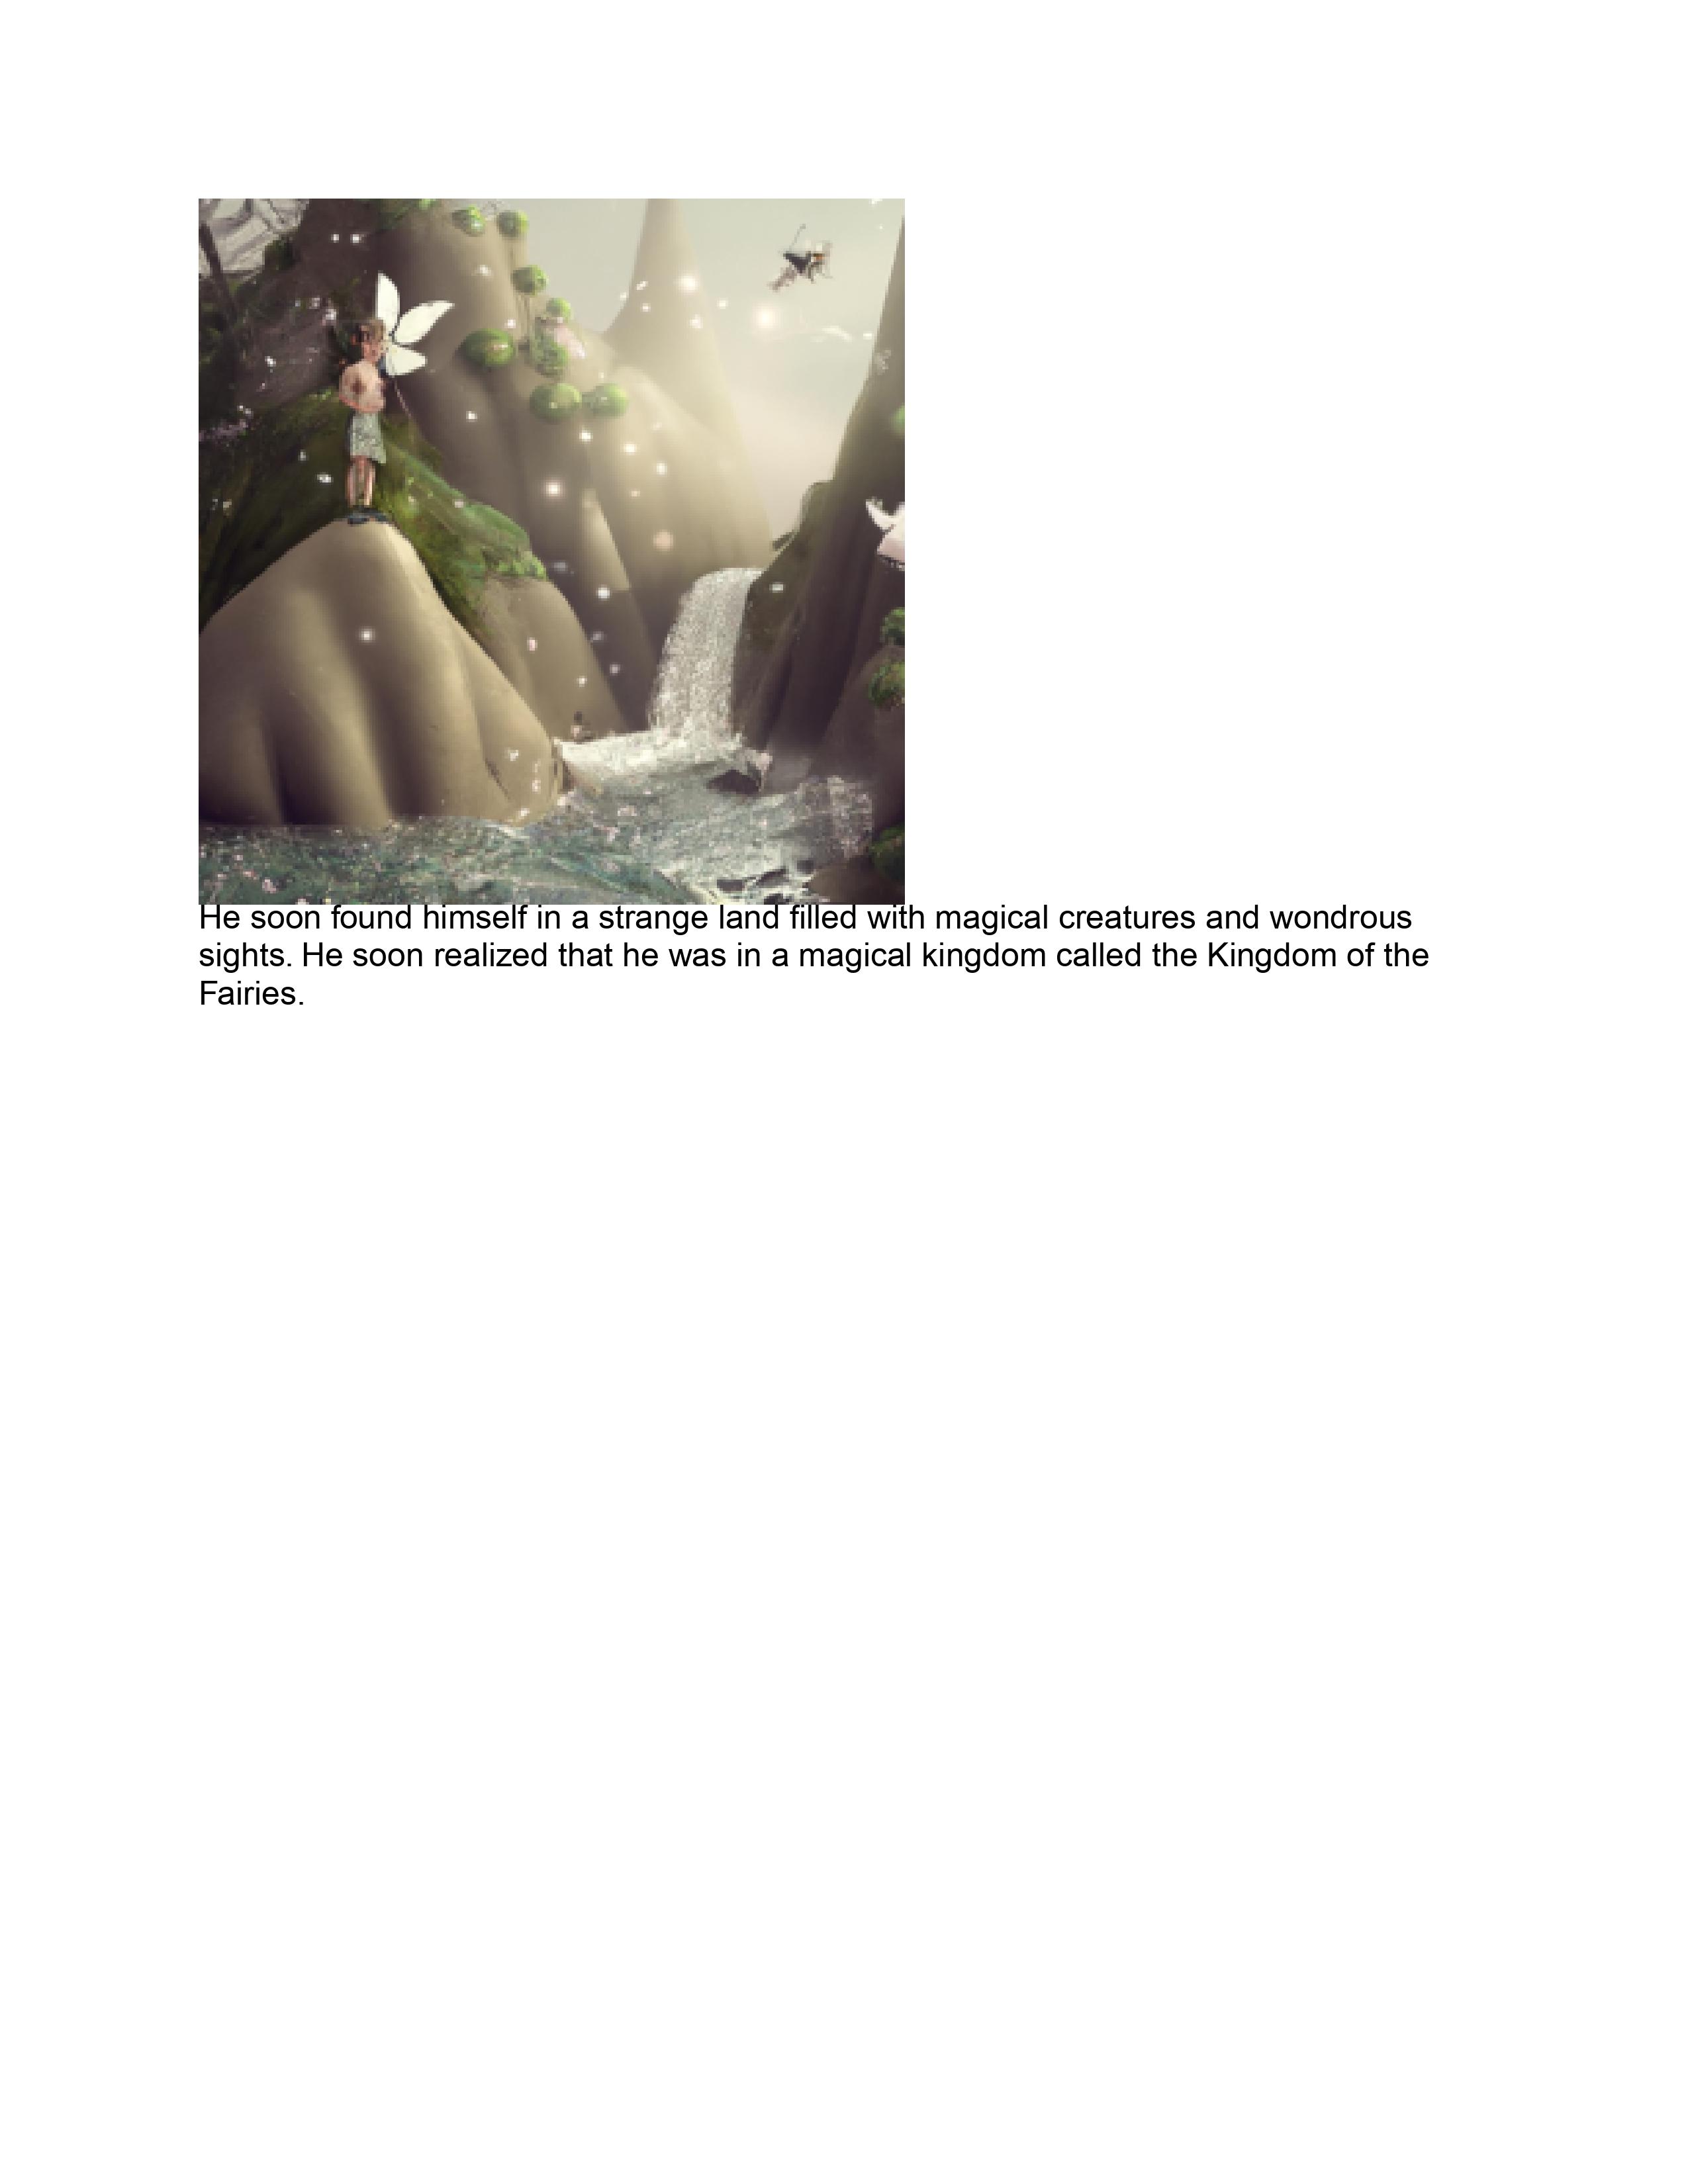 He soon found himself in a strange land filled with magical creatures and wondrous
sights. He soon realized that he was in a magical kingdom called the Kingdom of the
Fairies.